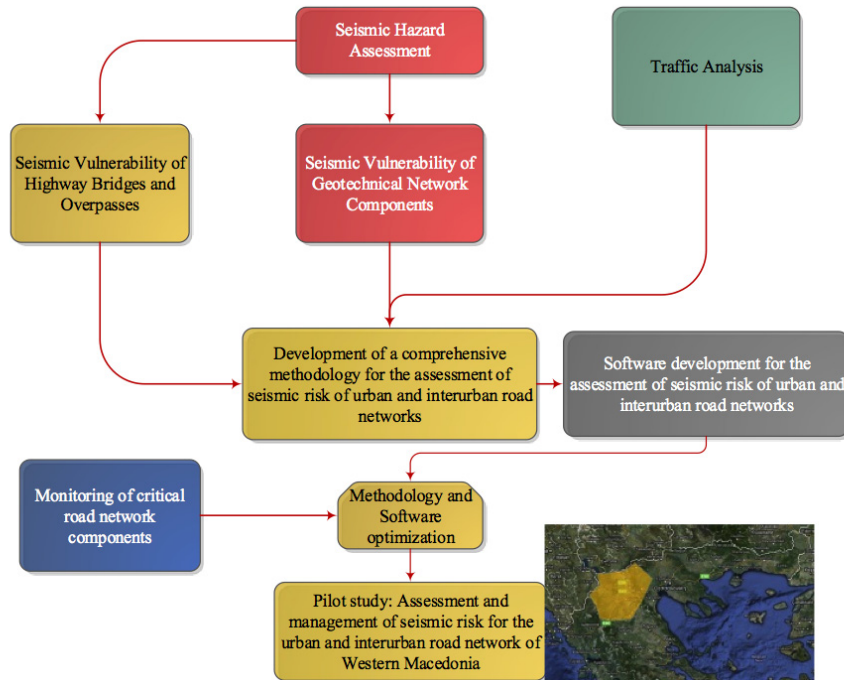 Seismic Hazard
Assessment
Traffic Analysis
Seismic Vulnerability of
Highway Bridges and
Overpasses
Seismic Vulnerability of
Geotechnical Network
Components
Development of a comprehensive
methodology for the assessment of
seismic risk of urban and interurban road
networks
Software development for the
assessment of seismic risk of urban and
interurban road networks
Monitoring of critical
road network
components
Methodology and
Software
optimization
Pilot study: Assessment and
management of seismic risk for the
urban and interurban road network of
Western Macedonia